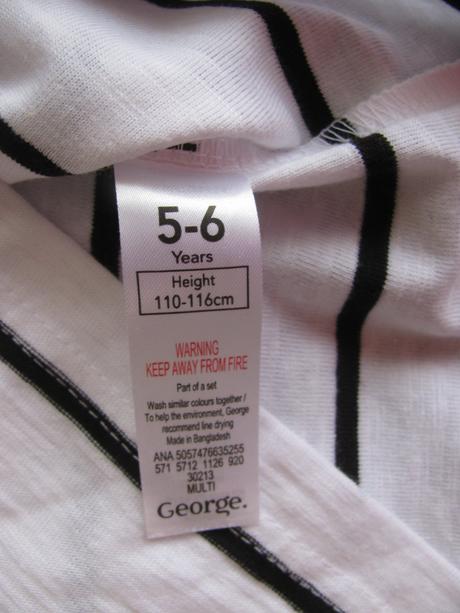 5-6
Years
Height
110-116cm
WARNING
KEEP AWAY FROM FIRE
Part of a set
Wash similar colours together /
To help the environment, George
recommend line drying
Made in Bangladesh
ANA 5057476635255
571 5712 1126 920
30213
MULTI
George.